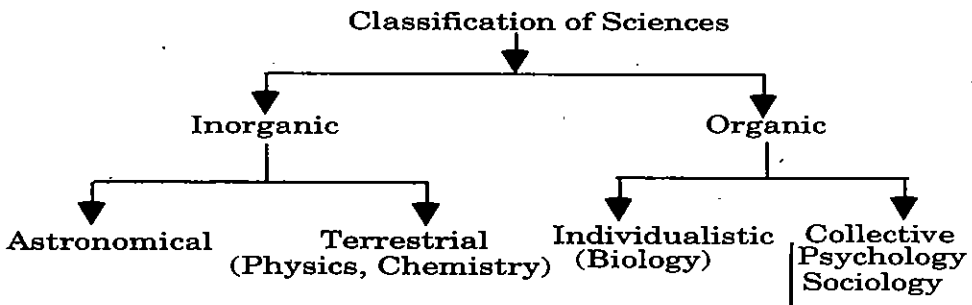 Classification of Sciences
Inorganic
Organic
Astronomical
Terrestrial
(Physics, Chemistry)
Individualistic
(Biology)
Collective
Psychology
Sociology